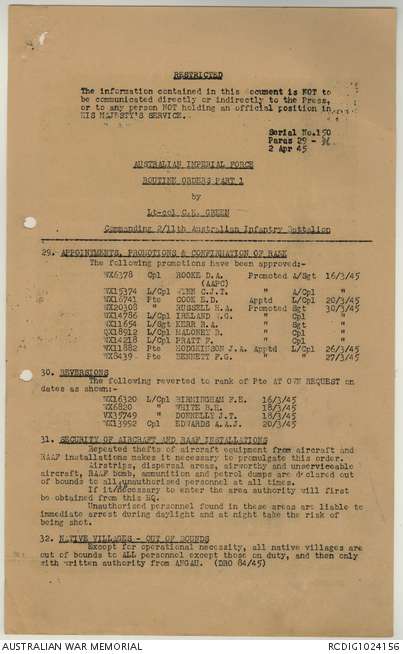 RESTRICTED
The information contained in this document is NOT to
be communicated directly or indirectly to the Press,
or to any person NOT holding an official position in
HIS MAJESTY'S SERVICE.
Serial No.150
Paras 29 -
2 Apr 45
AUSTRALIAN IMPERIAL FORCE
ROUTINE ORDERS PART 1
by
Lt-col C.H. GREEN
Commanding 2/11th Australian Infantry Battalion
29. APPOINTMENTS, PROMOTIONS & CONFIRMATION OF RANK
The following promotions have been approved:-
WX6378 Cpl ROOKE D.A. Promoted A/Sgt 16/3/45
(AAPC)
WX15374 L/Cpl C.J.T. " A/Cpl "
WX16741 Pte COOK E.D. Apptd L/Cpl 20/3/45
WX20308 " RUSSELL H.A. Promoted Sgt 30/3/45
WX14786 L/Cpl IRELAND W.G. " Cpl "
WX11654 L/Sgt KERR R.A. " Sgt "
WX18912 L/Cpl MALONEY D. " Cpl "
WX14218 L/Cpl PRATT F. " Cpl "
WX11882 Pte HODGKINSON J.A. Apptd L/Cpl 26/3/45
WX8439 Pte BENNETT F.G. " " 27/3/45
30. REVERSIONS
The following reverted to rank of Pte AT OWN REQUEST on
dates as shown:-
WX16320 L/Cpl BIRMINGHAM F.E. 16/3/45
WX6820 " WHITE B.R. 18/3/45
VX35749 " DONNELLY J.T. 18/3/45
WX13992 Cpl EDWARDS A.A.J. 20/3/45
31. SECURITY OF AIRCRAFT AND RAAF INSTALLATIONS
Repeated thefts of aircraft equipment from aircraft and
RAAF installations makes it necessary to promulgate this order.
Airstrips, dispersal areas, airworthy and unserviceable
aircraft, RAAF bomb, ammunition and petrol dumps are declared out
of bounds to all unauthorised personnel at all times.
If it necessary to enter the area authority will first
be obtained from this HQ.
Unauthorised personnel found in these areas are liable to
immediate arrest during daylight and at night take the risk of
being shot.
32. NATIVE VILLAGES - OUT OF BOUNDS
Except for operational necessity, all native villages are
out of bounds to ALL personnel except those on duty, and then only
with written authority from ANGAU. (DRO 84/45)
AUSTRALIAN WAR MEMORIAL
RCDIG1024156